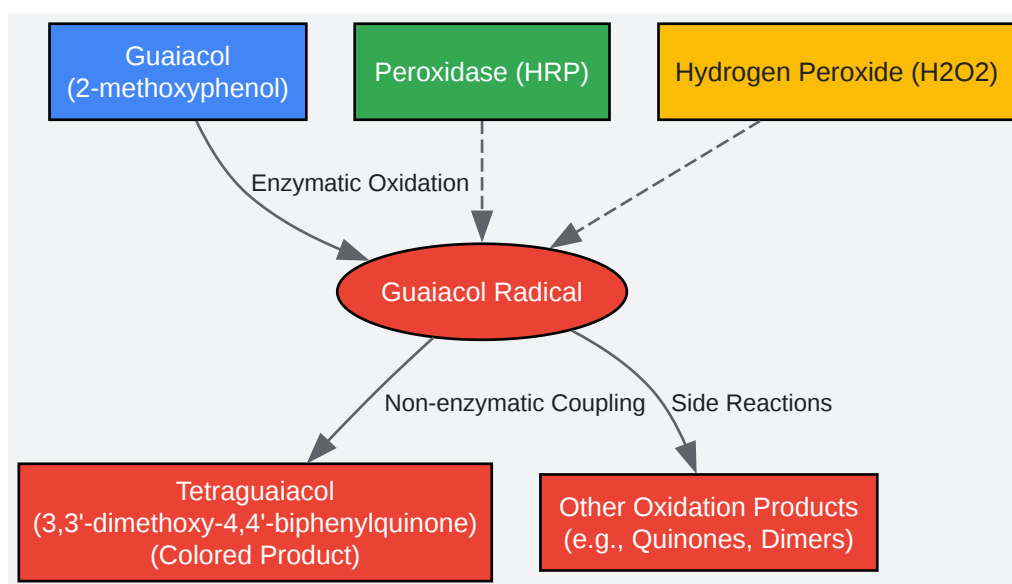 Guaiacol
(2-methoxyphenol)
Peroxidase (HRP)
Hydrogen Peroxide (H2O2)
Enzymatic Oxidation
Guaiacol Radical
Non-enzymatic Coupling
Side Reactions
Tetraguaiacol
(3,3'-dimethoxy-4,4'-biphenylquinone)
(Colored Product)
Other Oxidation Products
(e.g., Quinones, Dimers)